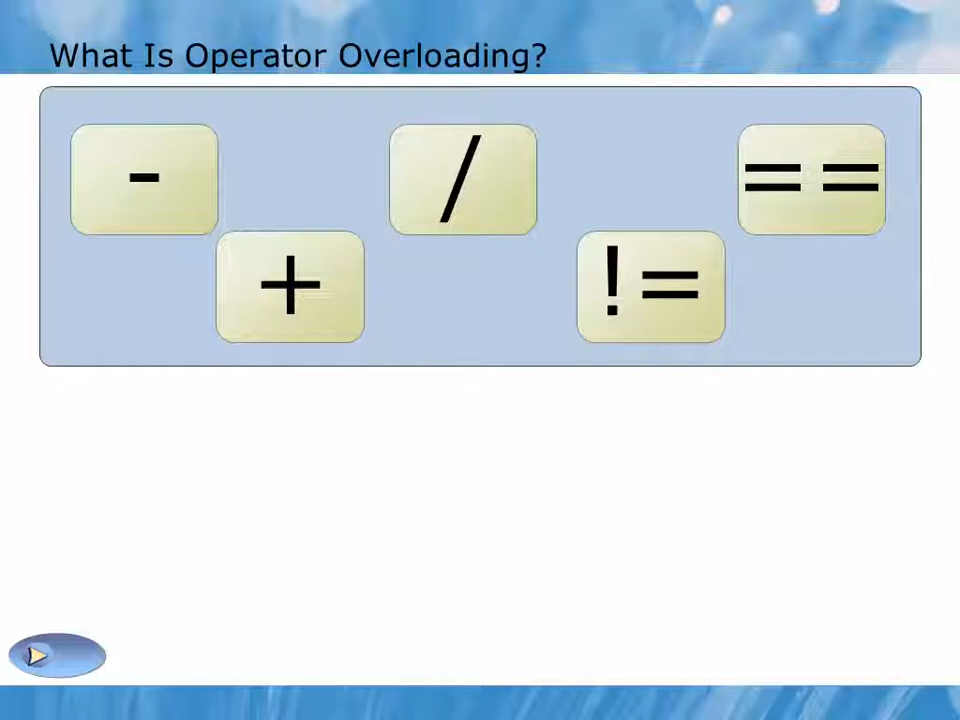 What Is Operator Overloading?
- / ==
+ !=